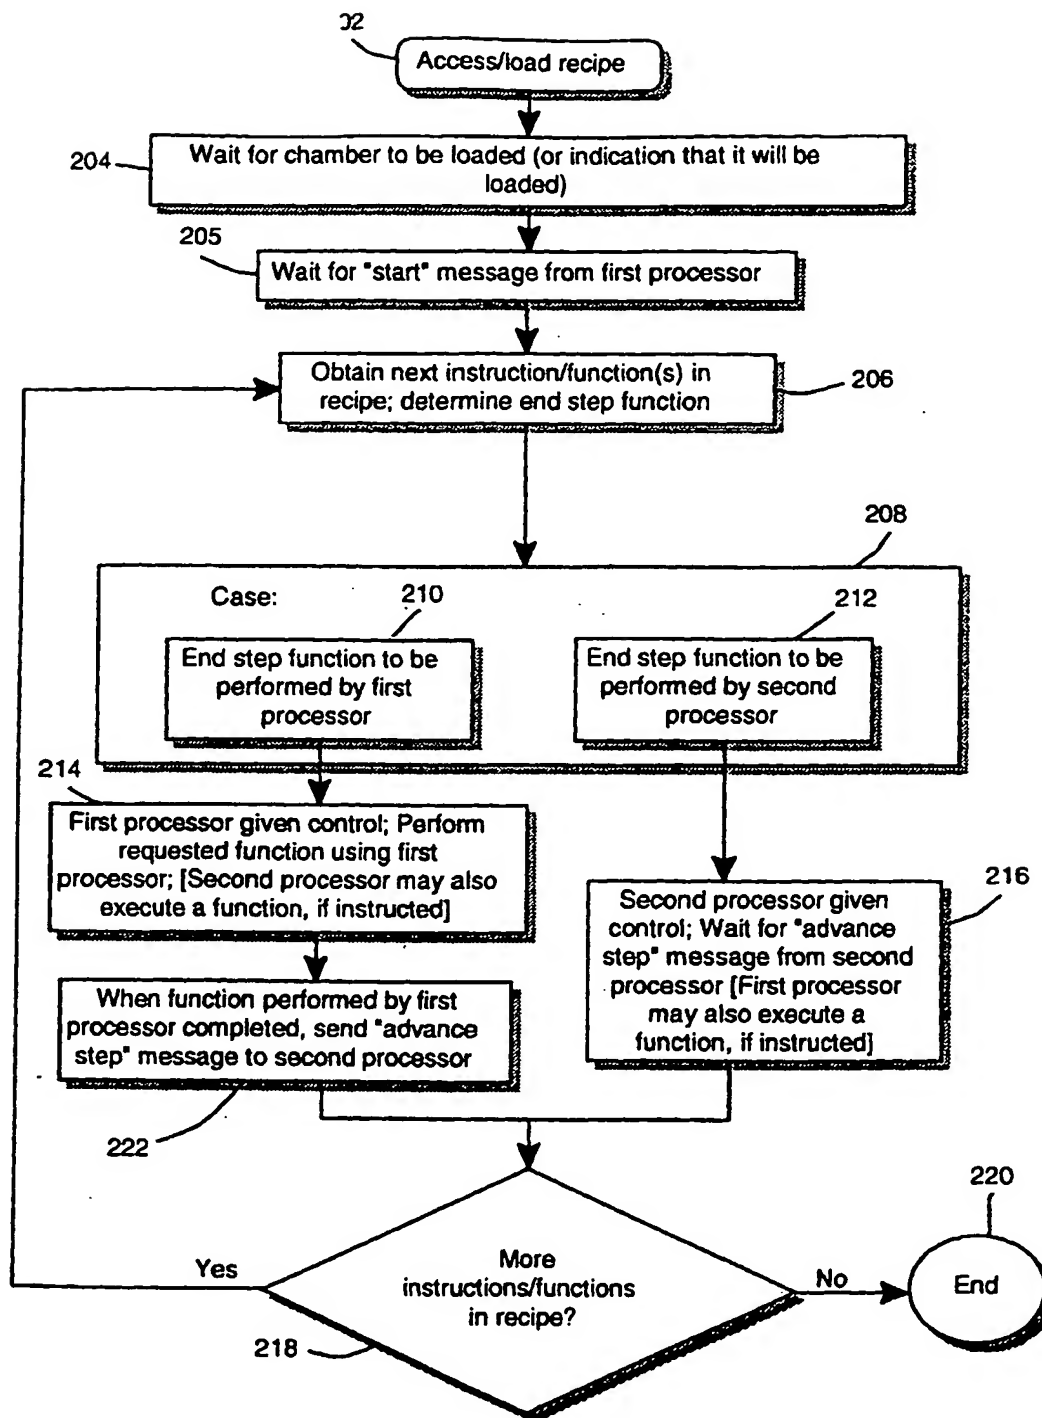 02
Access/load recipe
204
Wait for chamber to be loaded (or indication that it will be
loaded)
205
Wait for "start" message from first processor
Obtain next instruction/function(s) in
recipe; determine end step function
206
208
Case:
210
212
End step function to be
performed by first
processor
End step function to be
performed by second
processor
214
First processor given control; Perform
requested function using first
processor; [Second processor may also
execute a function, if instructed]
216
Second processor given
control; Wait for "advance
step" message from second
processor [First processor
may also execute a
function, if instructed]
When function performed by first
processor completed, send "advance
step" message to second processor
222
220
Yes
More
instructions/functions
in recipe?
No
End
218